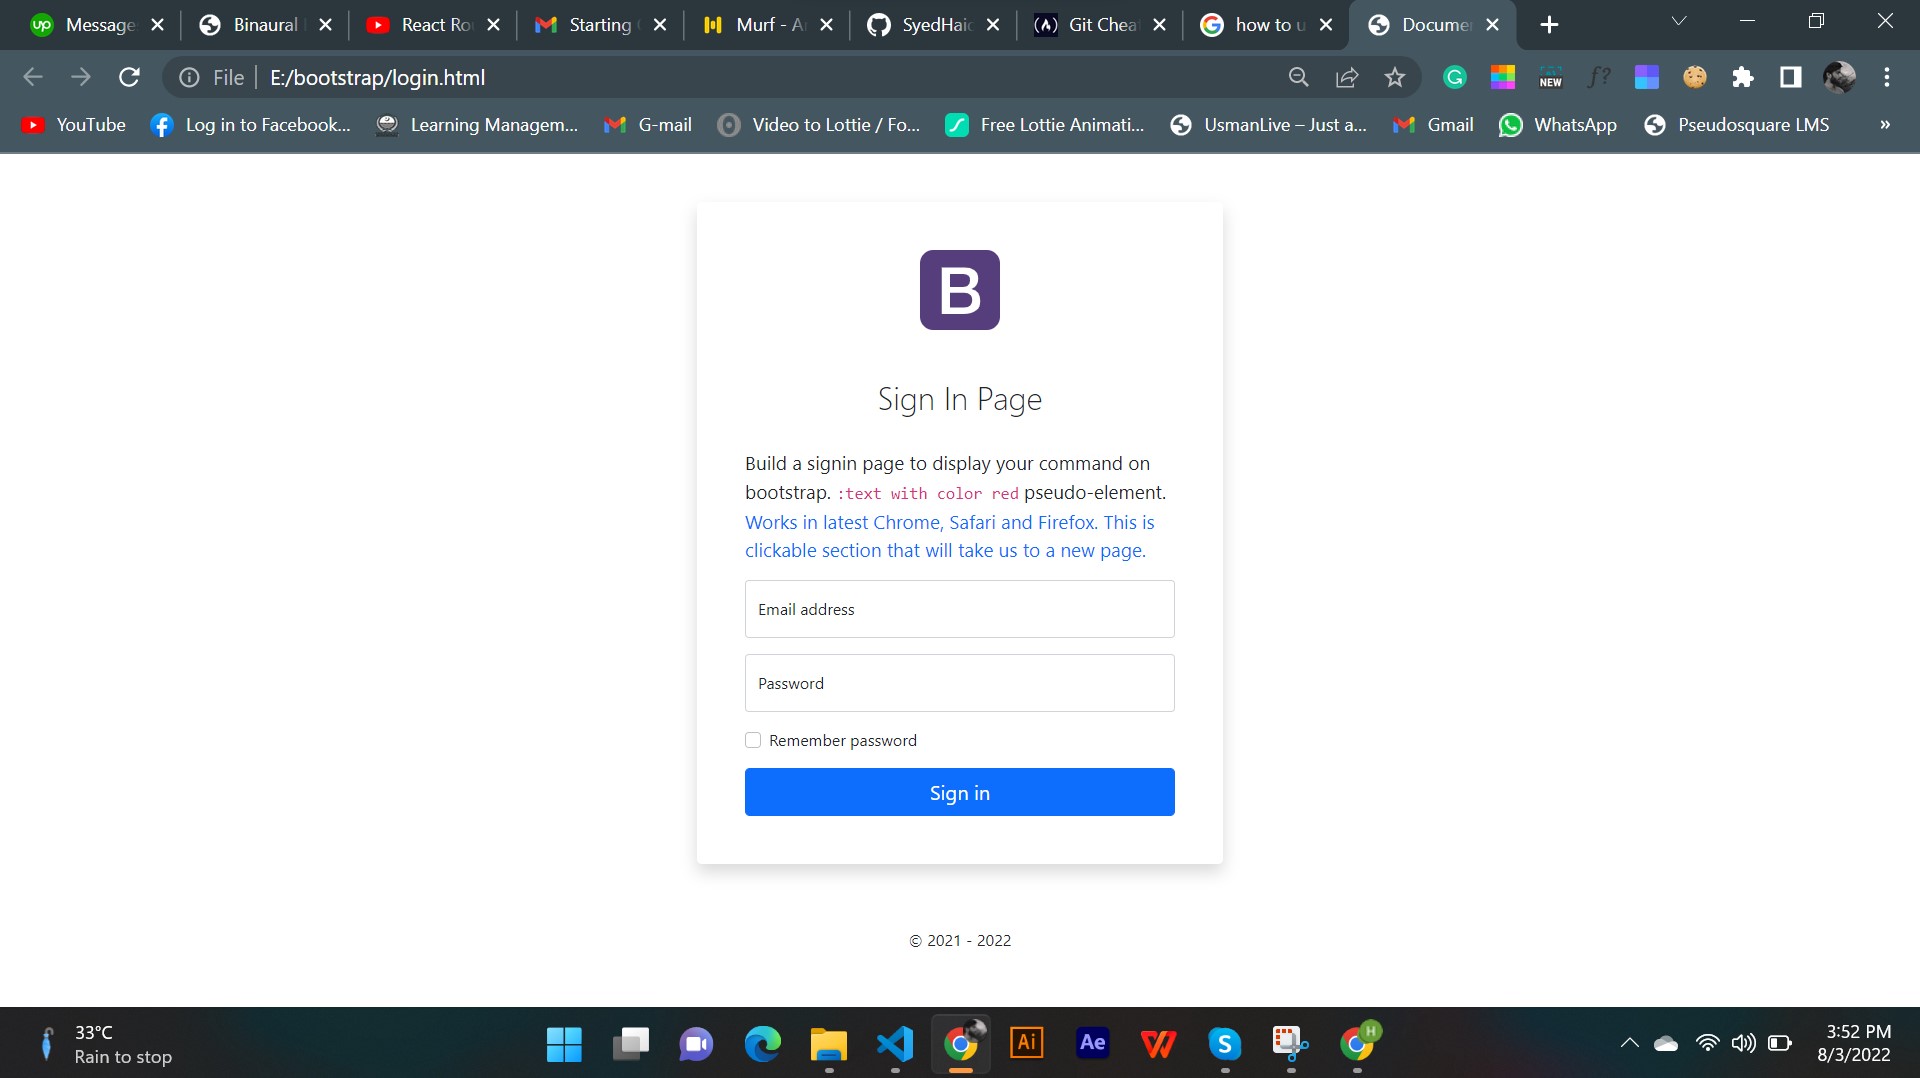 up Message
Binaural
React Ro
Starting
Murf - A
SyedHaid
Git Chea
how to u
Docume
File
E:/bootstrap/login.html
NEW
f?
YouTube
Log in to Facebook...
Learning Managem...
G-mail
Video to Lottie / Fo...
Free Lottie Animati...
UsmanLive – Just a...
Gmail
WhatsApp
Pseudosquare LMS
»
B
Sign In Page
Build a signin page to display your command on
bootstrap. :text with color red pseudo-element.
Works in latest Chrome, Safari and Firefox. This is
clickable section that will take us to a new page.
Email address
Password
Remember password
Sign in
© 2021 - 2022
33°C
Rain to stop
Ai
Ae
S
H
3:52 PM
8/3/2022